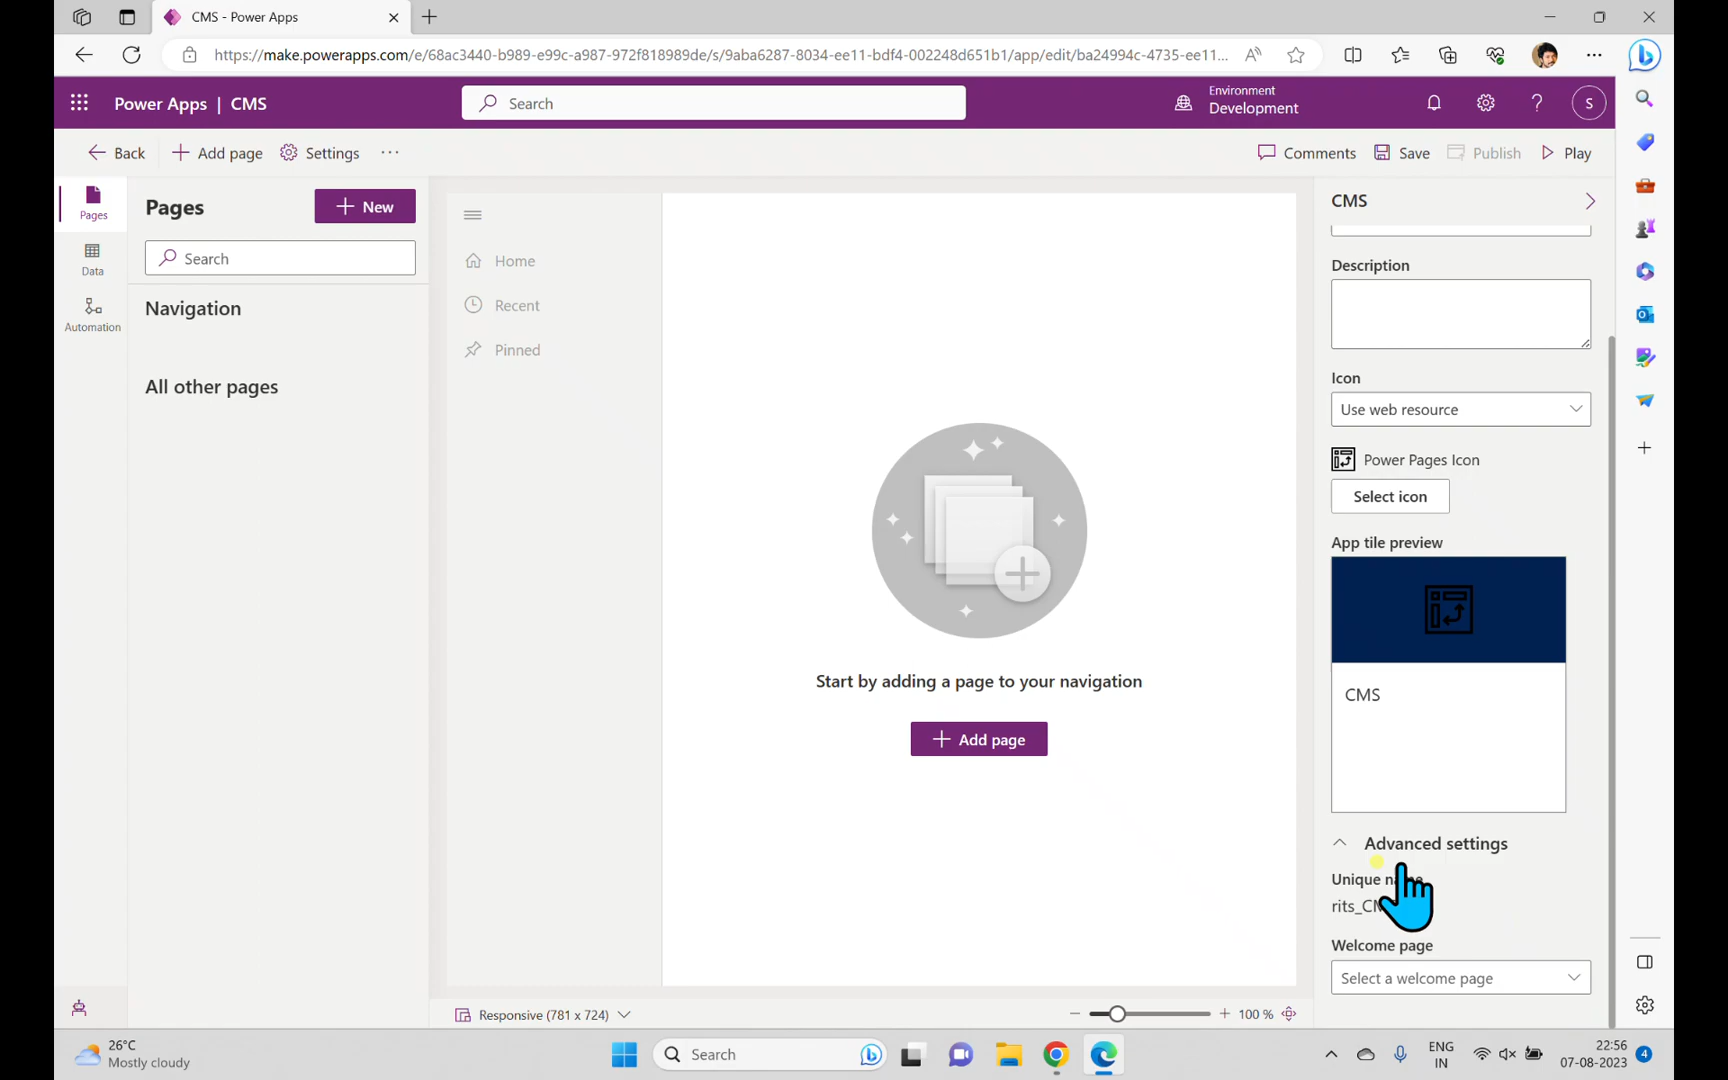 CMS - Power Apps
https://make.powerapps.com/e/68ac3440-b989-e99c-a987-972f818989de/s/9aba6287-8034-ee11-bdf4-002248d651b1/app/edit/ba24994c-4735-ee11...
Power Apps | CMS
Search
Environment
Development
S
Back
Add page
Settings
Comments
Save
Publish
Play
Pages
Data
Automation
Pages
New
Search
Navigation
All other pages
Home
Recent
Pinned
Start by adding a page to your navigation
Add page
Responsive (781 x 724)
100 %
CMS
Description
Icon
Use web resource
Power Pages Icon
Select icon
App tile preview
CMS
Advanced settings
Unique
Welcome page
Select a welcome page
26°C
Mostly cloudy
Search
ENG
IN
22:56
07-08-2023
4